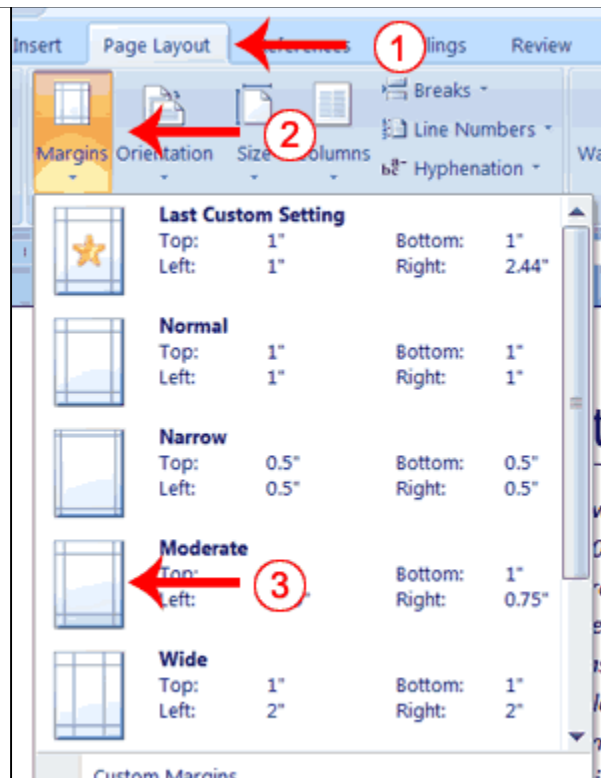 Insert Page Layout 1 Review
Breaks
2 Line Numbers
Margins Orientation Size Columns Hyphenation
Last Custom Setting
Top: 1" Bottom: 1"
Left: 1" Right: 2.44"
Normal
Top: 1" Bottom: 1"
Left: 1" Right: 1"
Narrow
Top: 0.5" Bottom: 0.5"
Left: 0.5" Right: 0.5"
Moderate
Top: Bottom: 1"
3
Left: Right: 0.75"
Wide
Top: 1" Bottom: 1"
Left: 2" Right: 2"
Custom Margins